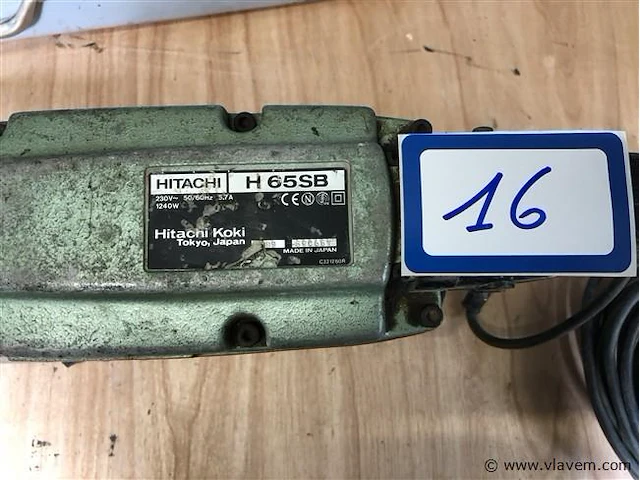 HITACHI H 65SB
230V~ 50/60Hz 5.7A
1240W
CE N S
Hitachi Koki
Tokyo, Japan
MADE IN JAPAN
16
© www.vlavem.com